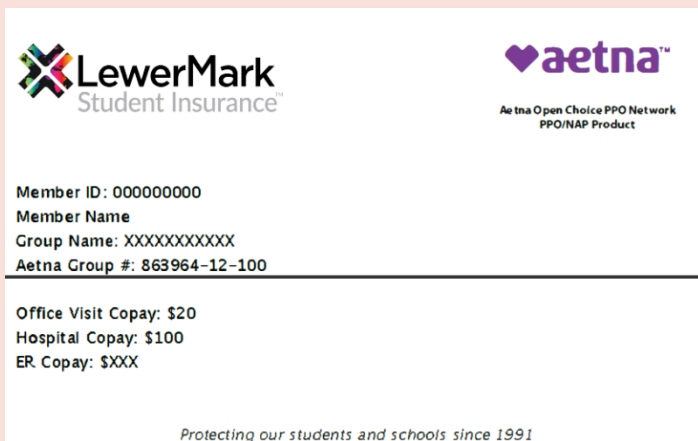 LewerMark
Student Insurance™
aetna™
Aetna Open Choice PPO Network
PPO/NAP Product
Member ID: 000000000
Member Name
Group Name: XXXXXXXXXXX
Aetna Group #: 863964-12-100
Office Visit Copay: $20
Hospital Copay: $100
ER Copay: $XXX
Protecting our students and schools since 1991